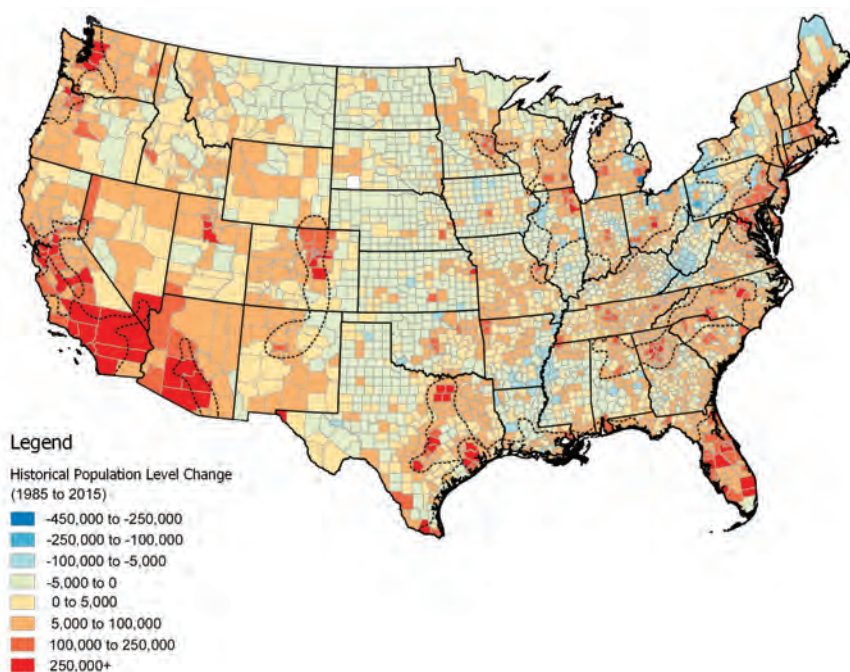 Legend
Historical Population Level Change
(1985 to 2015)
-450,000 to -250,000
-250,000 to -100,000
-100,000 to -5,000
-5,000 to 0
0 to 5,000
5,000 to 100,000
100,000 to 250,000
250,000+